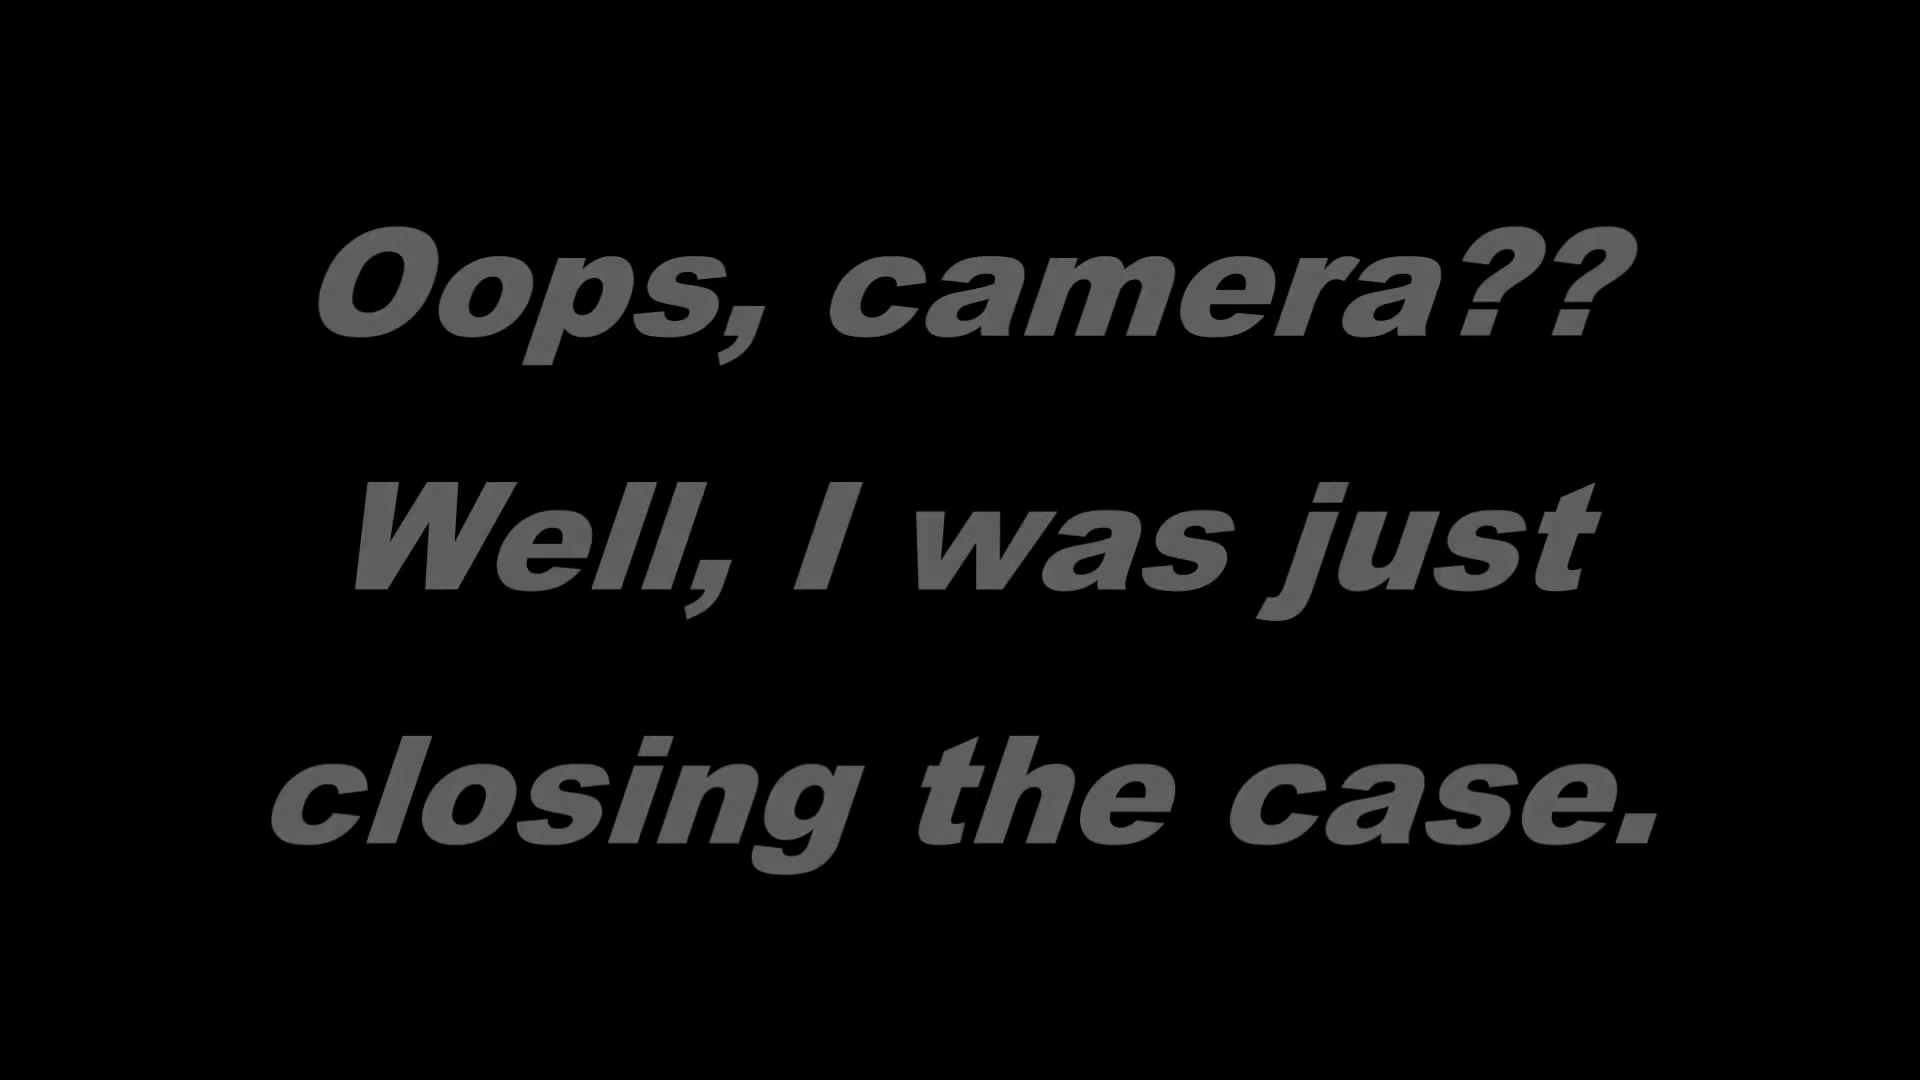 Oops, camera??
Well, I was just
closing the case.